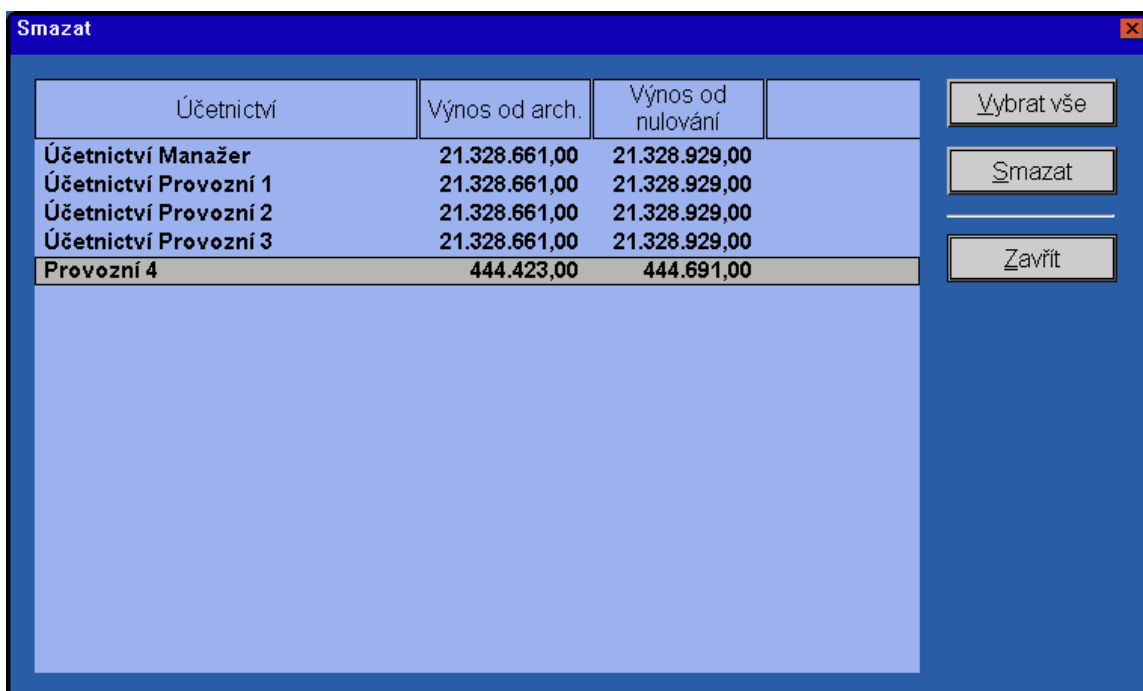 Smazat
Účetnictví Výnos od arch. Výnos od nulování
Účetnictví Manažer 21.328.661,00 21.328.929,00
Účetnictví Provozní 1 21.328.661,00 21.328.929,00
Účetnictví Provozní 2 21.328.661,00 21.328.929,00
Účetnictví Provozní 3 21.328.661,00 21.328.929,00
Provozní 4 444.423,00 444.691,00
Vybrat vše
Smazat
Zavřít